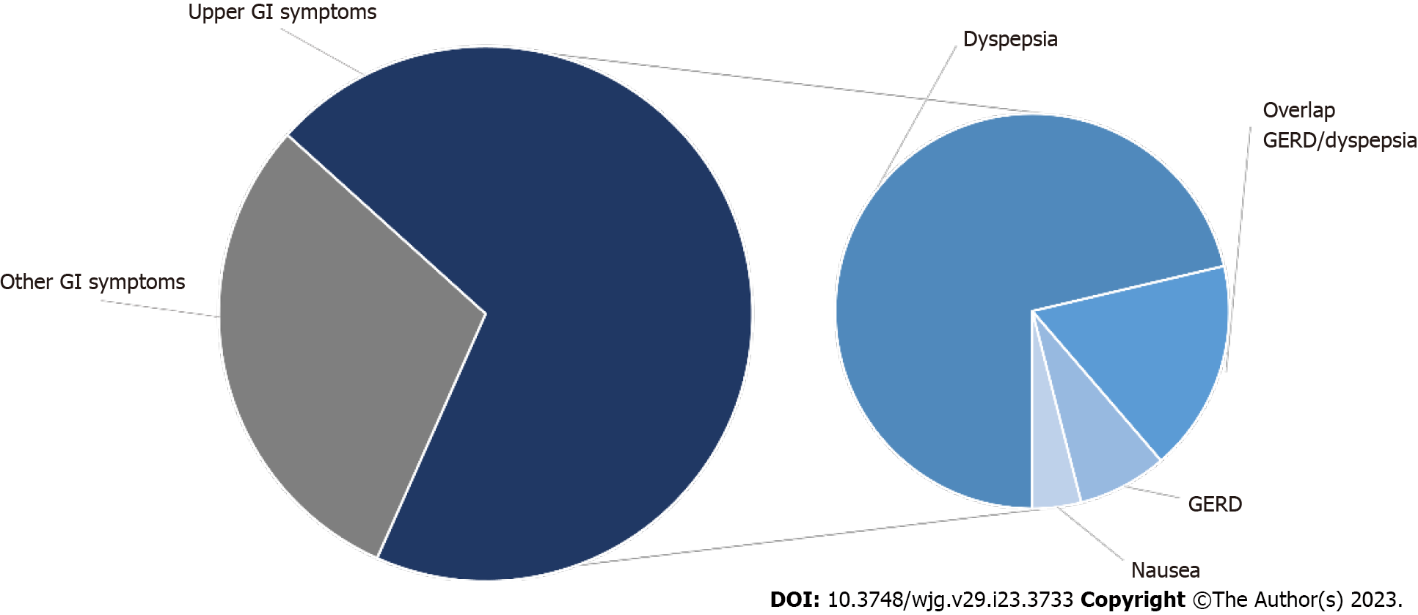 Upper GI symptoms
Dyspepsia
Overlap
GERD/dyspepsia
Other GI symptoms
GERD
Nausea
DOI: 10.3748/wjg.v29.i23.3733 Copyright ©The Author(s) 2023.